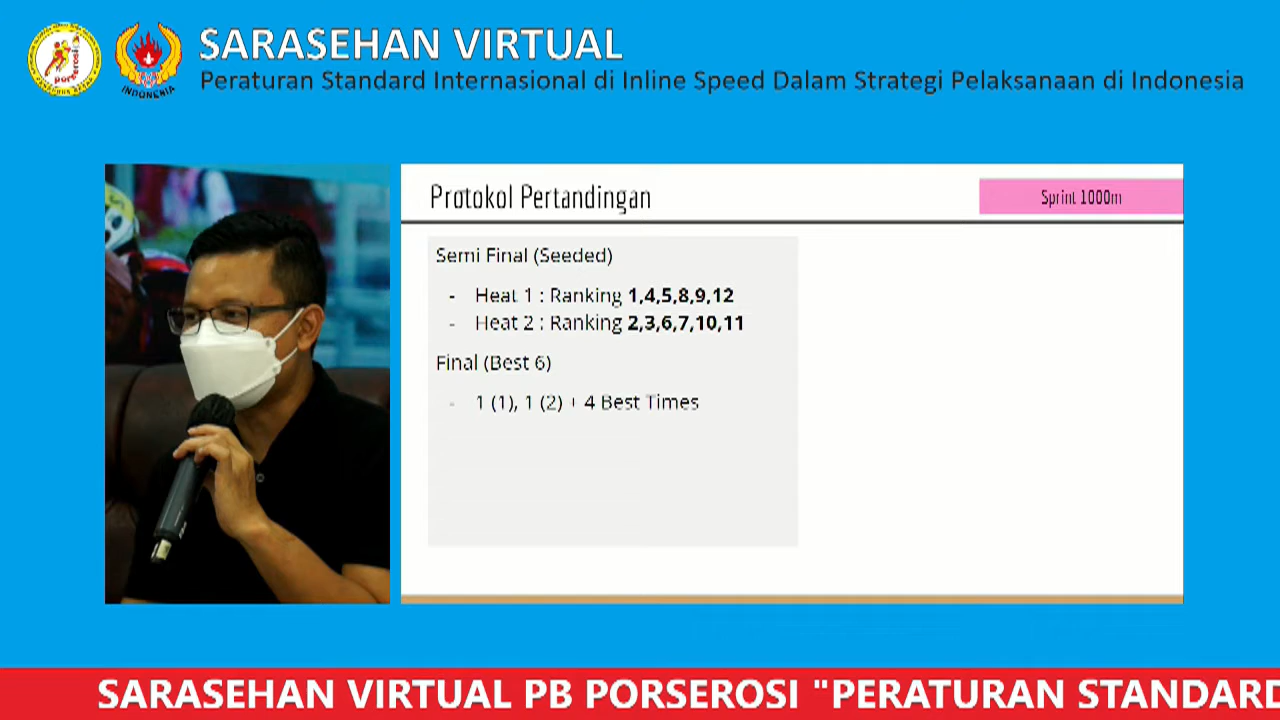 SARASEHAN VIRTUAL
Peraturan Standard Internasional di Inline Speed Dalam Strategi Pelaksanaan di Indonesia
porserosi
INDONESIA
Protokol Pertandingan
Sprint 1000m
Semi Final (Seeded)
- Heat 1 : Ranking 1,4,5,8,9,12
- Heat 2 : Ranking 2,3,6,7,10,11
Final (Best 6)
- 1 (1), 1 (2) + 4 Best Times
SARASEHAN VIRTUAL PB PORSEROSI "PERATURAN STANDARD